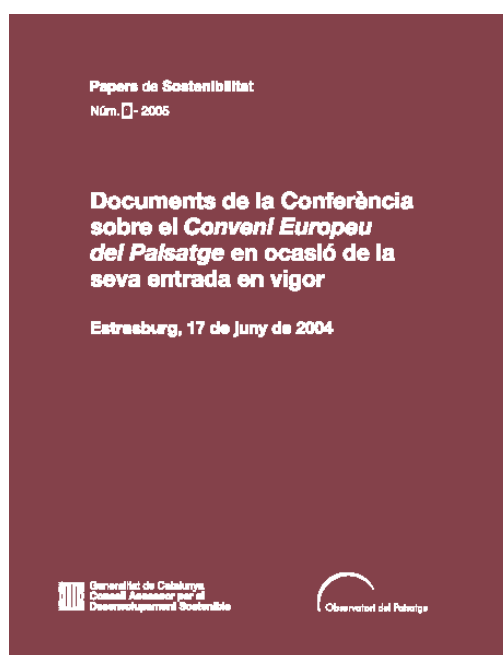 Papers de Sostenibilitat
Núm. - 2005
Documents de la Conferència
sobre el Conveni Europeu
del Paisatge en ocasió de la
seva entrada en vigor
Estrasburg, 17 de juny de 2004
Generalitat de Catalunya
Consell Assessor per al
Desenvolupament Sostenible
Observatori del Paisatge